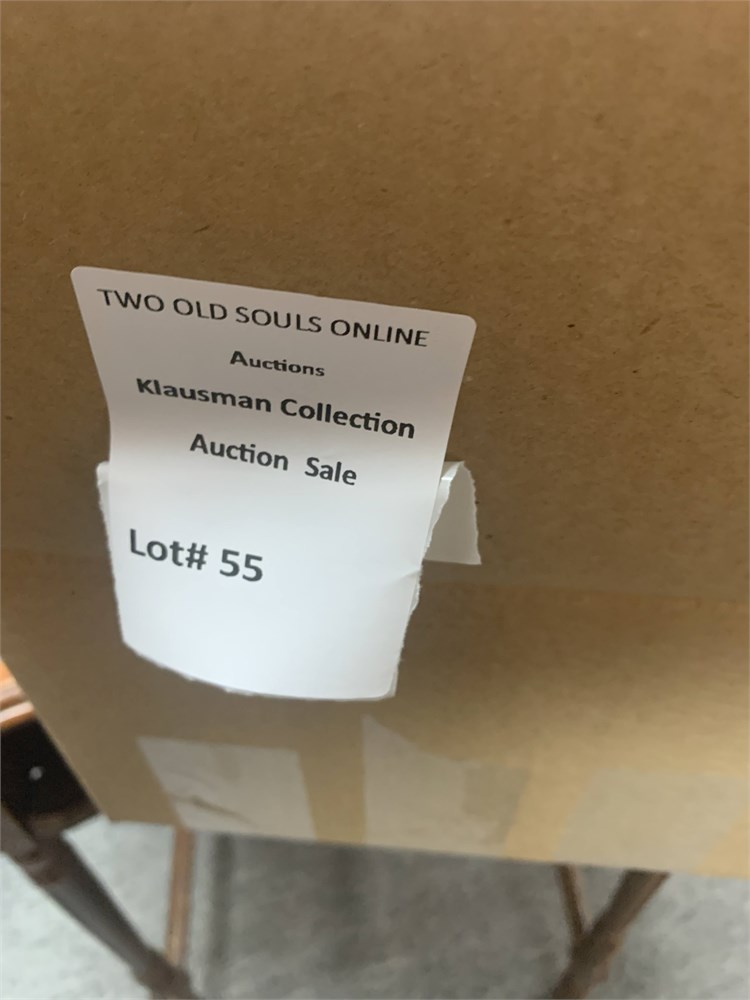 TWO OLD SOULS ONLINE
Auctions
Klausman Collection
Auction Sale
Lot# 55